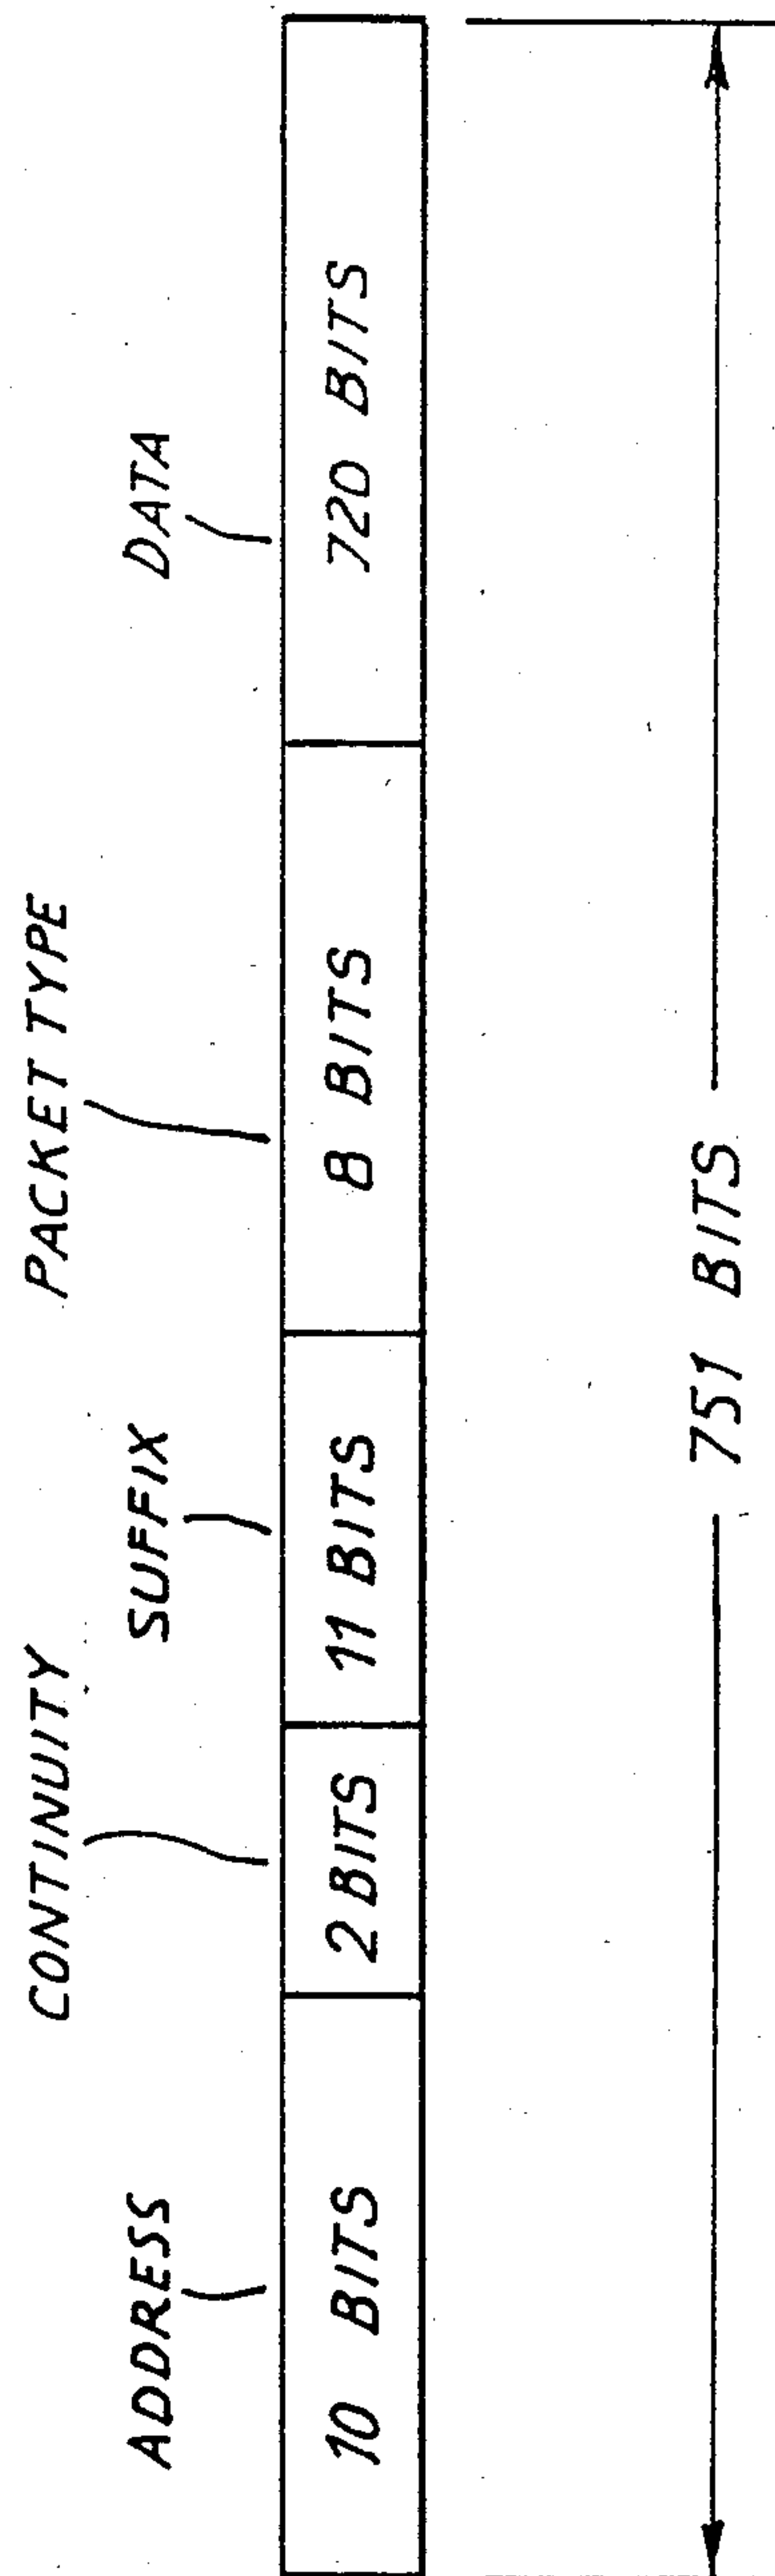 ADDRESS
CONTINUITY
SUFFIX
PACKET TYPE
DATA
10 BITS
2 BITS
11 BITS
8 BITS
720 BITS
751 BITS